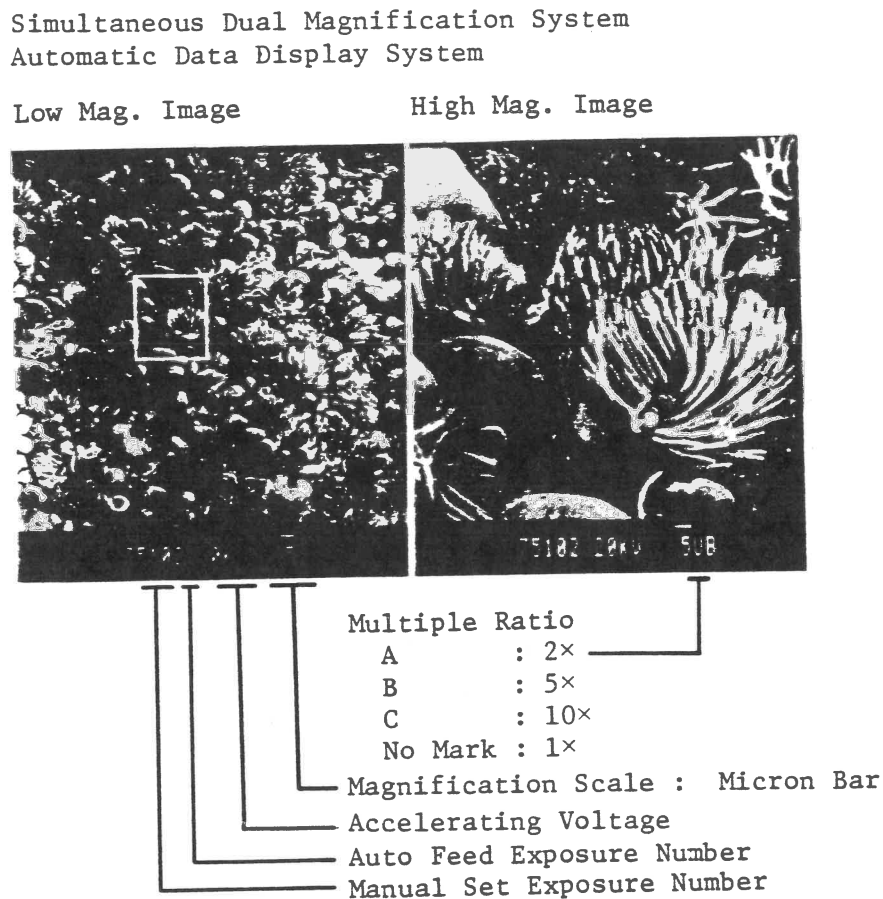 Simultaneous Dual Magnification System
Automatic Data Display System
Low Mag. Image
High Mag. Image
75102 20kV 5UB
Multiple Ratio
A : 2×
B : 5×
C : 10×
No Mark : 1×
Magnification Scale : Micron Bar
Accelerating Voltage
Auto Feed Exposure Number
Manual Set Exposure Number